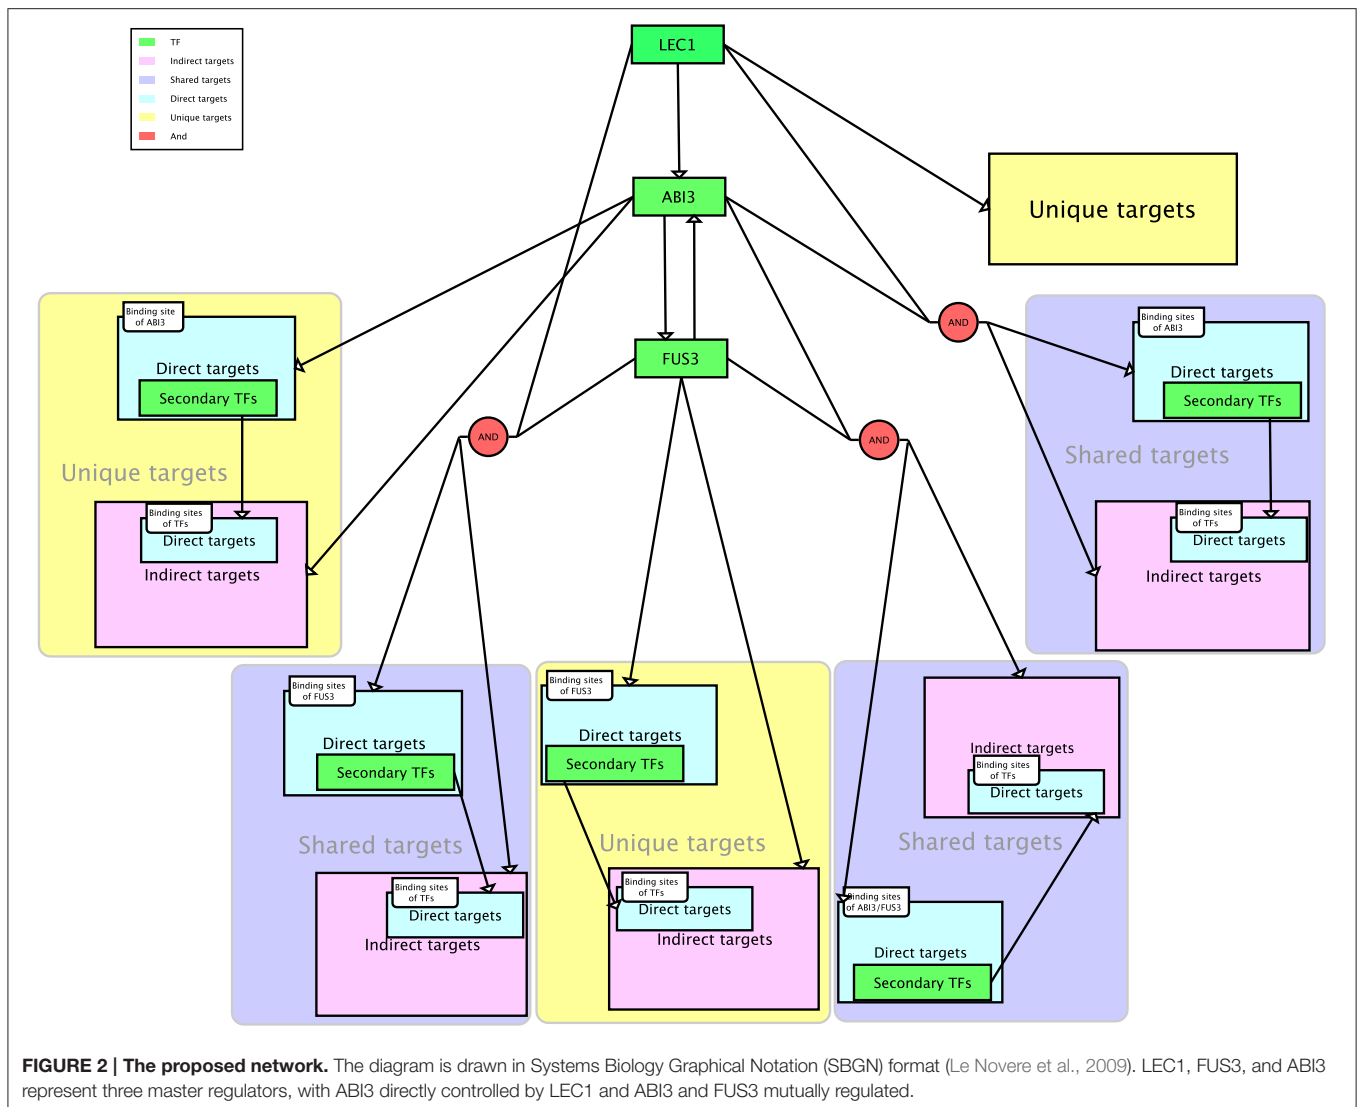 TF
Indirect targets
Shared targets
Direct targets
Unique targets
And
LEC1
ABI3
Unique targets
FUS3
AND
AND
AND
Binding site
of ABI3
Direct targets
Secondary TFs
Unique targets
Binding sites
of TFs
Direct targets
Indirect targets
Binding sites
of ABI3
Direct targets
Secondary TFs
Shared targets
Binding sites
of TFs
Direct targets
Indirect targets
Binding sites
of FUS3
Direct targets
Secondary TFs
Shared targets
Binding sites
of TFs
Direct targets
Indirect targets
Binding sites
of FUS3
Direct targets
Secondary TFs
Unique targets
Binding sites
of TFs
Direct targets
Indirect targets
Indirect targets
Binding sites
of TFs
Direct targets
Shared targets
Binding sites
of ABI3/FUS3
Direct targets
Secondary TFs
FIGURE 2 | The proposed network. The diagram is drawn in Systems Biology Graphical Notation (SBGN) format (Le Novere et al., 2009). LEC1, FUS3, and ABI3
represent three master regulators, with ABI3 directly controlled by LEC1 and ABI3 and FUS3 mutually regulated.